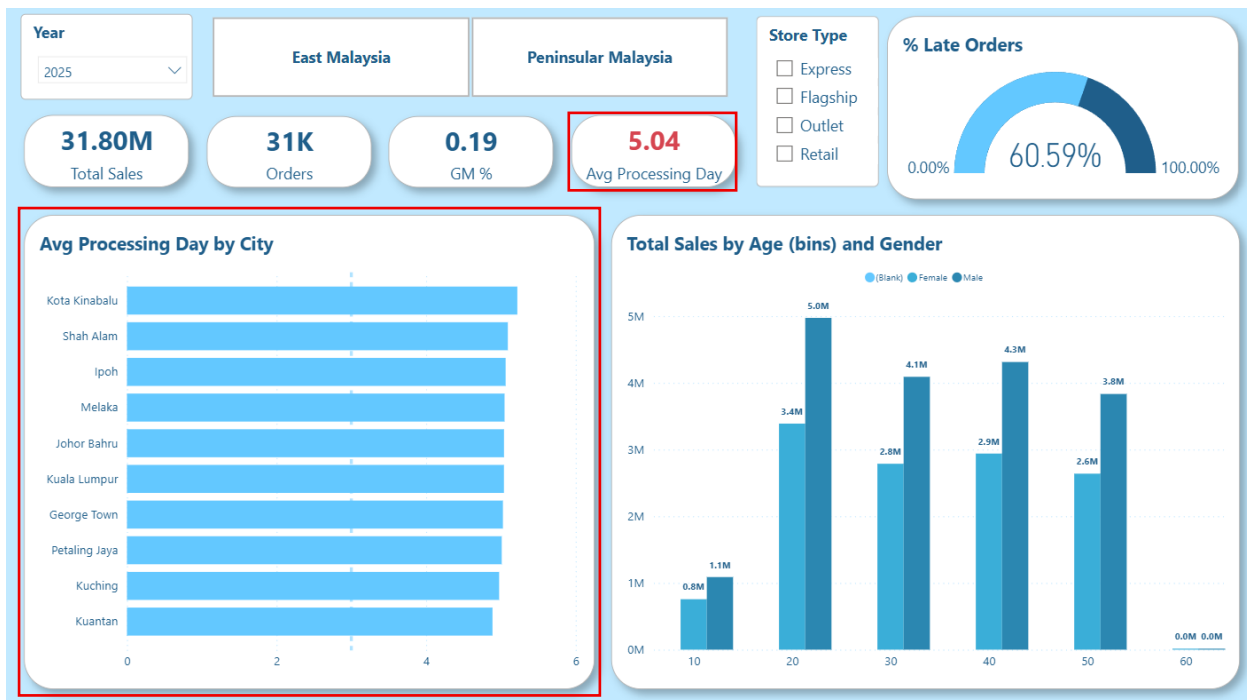 Year
2025
East Malaysia
Peninsular Malaysia
Store Type
Express
Flagship
Outlet
Retail
% Late Orders
60.59%
0.00%
100.00%
31.80M
Total Sales
31K
Orders
0.19
GM %
5.04
Avg Processing Day
Avg Processing Day by City
Kota Kinabalu
Shah Alam
Ipoh
Melaka
Johor Bahru
Kuala Lumpur
George Town
Petaling Jaya
Kuching
Kuantan
0 2 4 6
Total Sales by Age (bins) and Gender
(Blank) Female Male
5M
4M
3M
2M
1M
0M
0.8M 1.1M
3.4M 5.0M
2.8M 4.1M
2.9M 4.3M
2.6M 3.8M
0.0M 0.0M
10 20 30 40 50 60